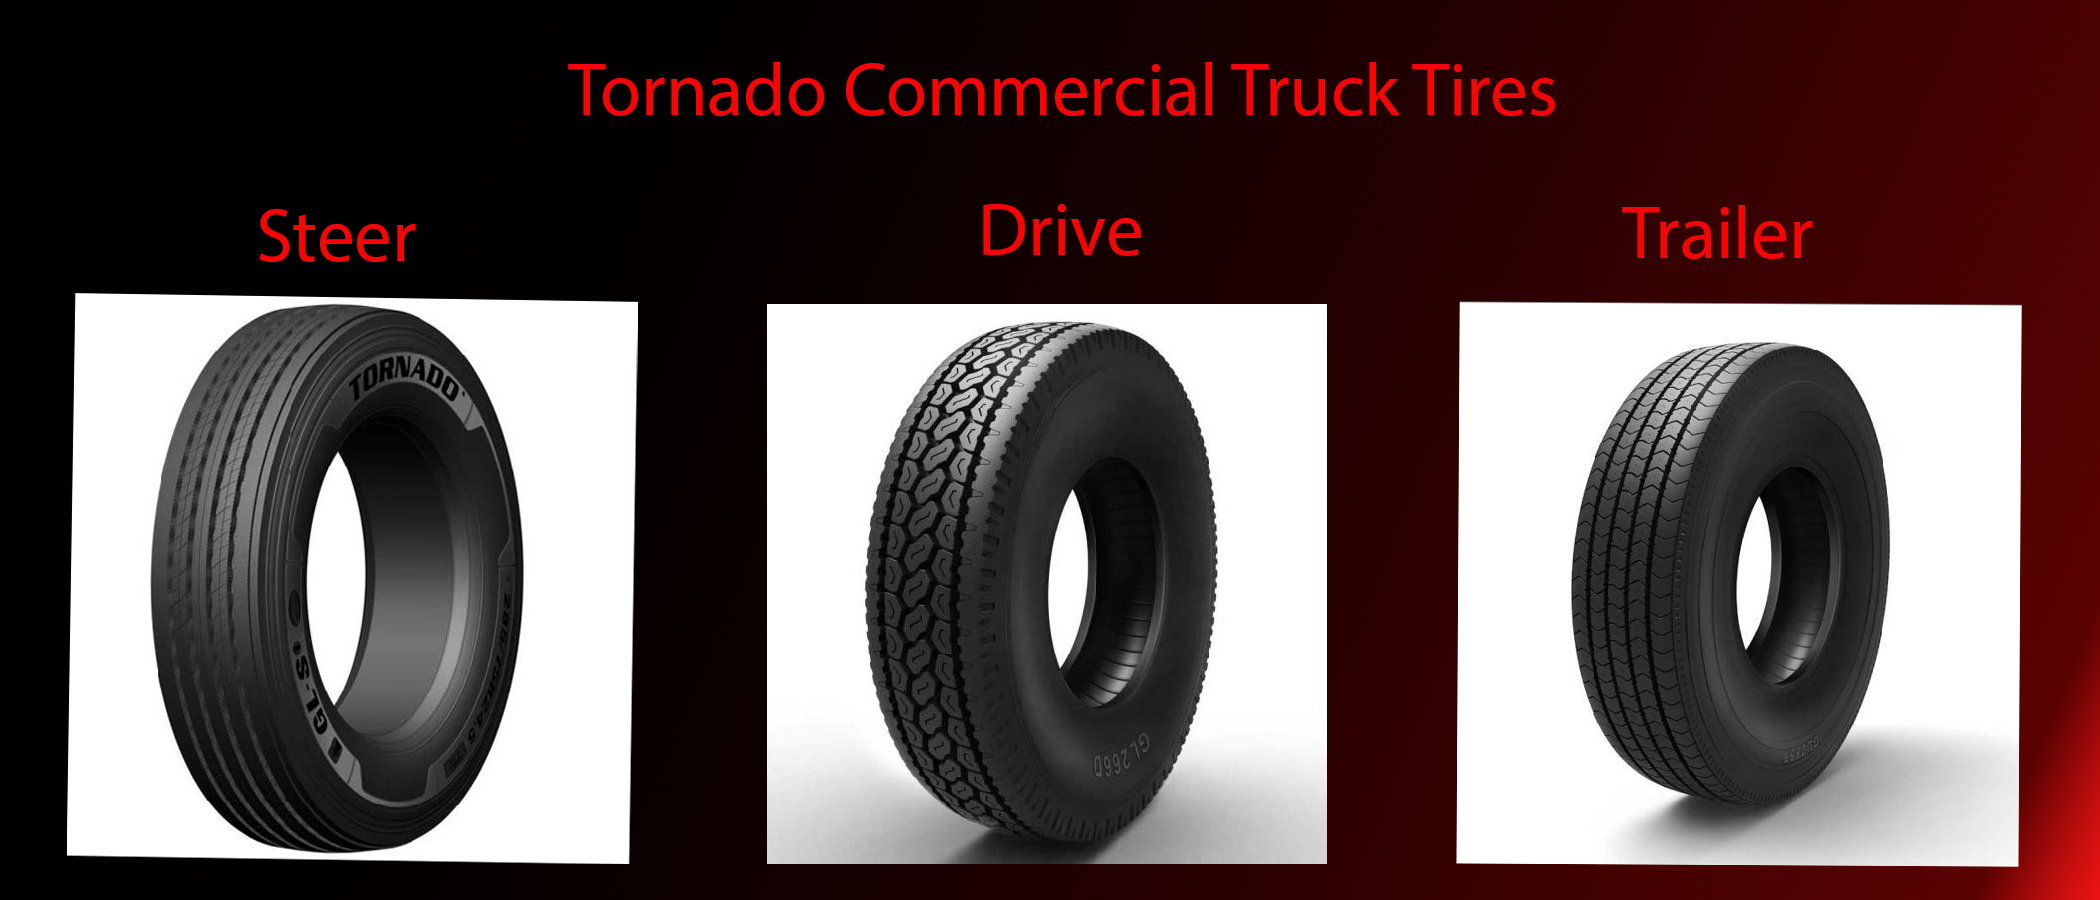 Tornado Commercial Truck Tires
Steer
Drive
Trailer
TORNADO
GL-S
GL266D